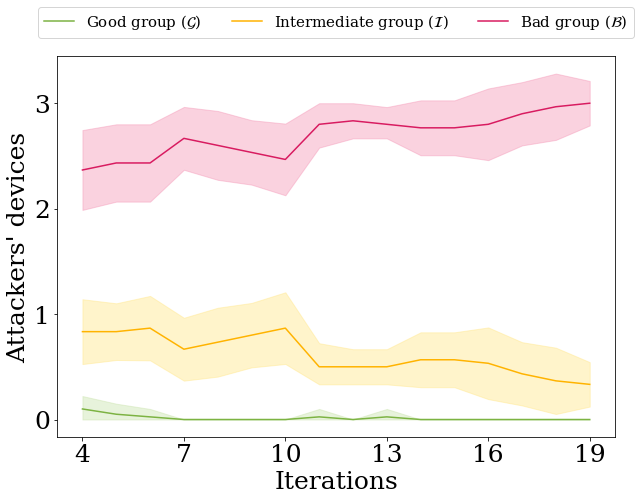 Good group (𝒢) Intermediate group (ℐ) Bad group (ℬ)
3
2
1
0
Attackers' devices
4 7 10 13 16 19
Iterations